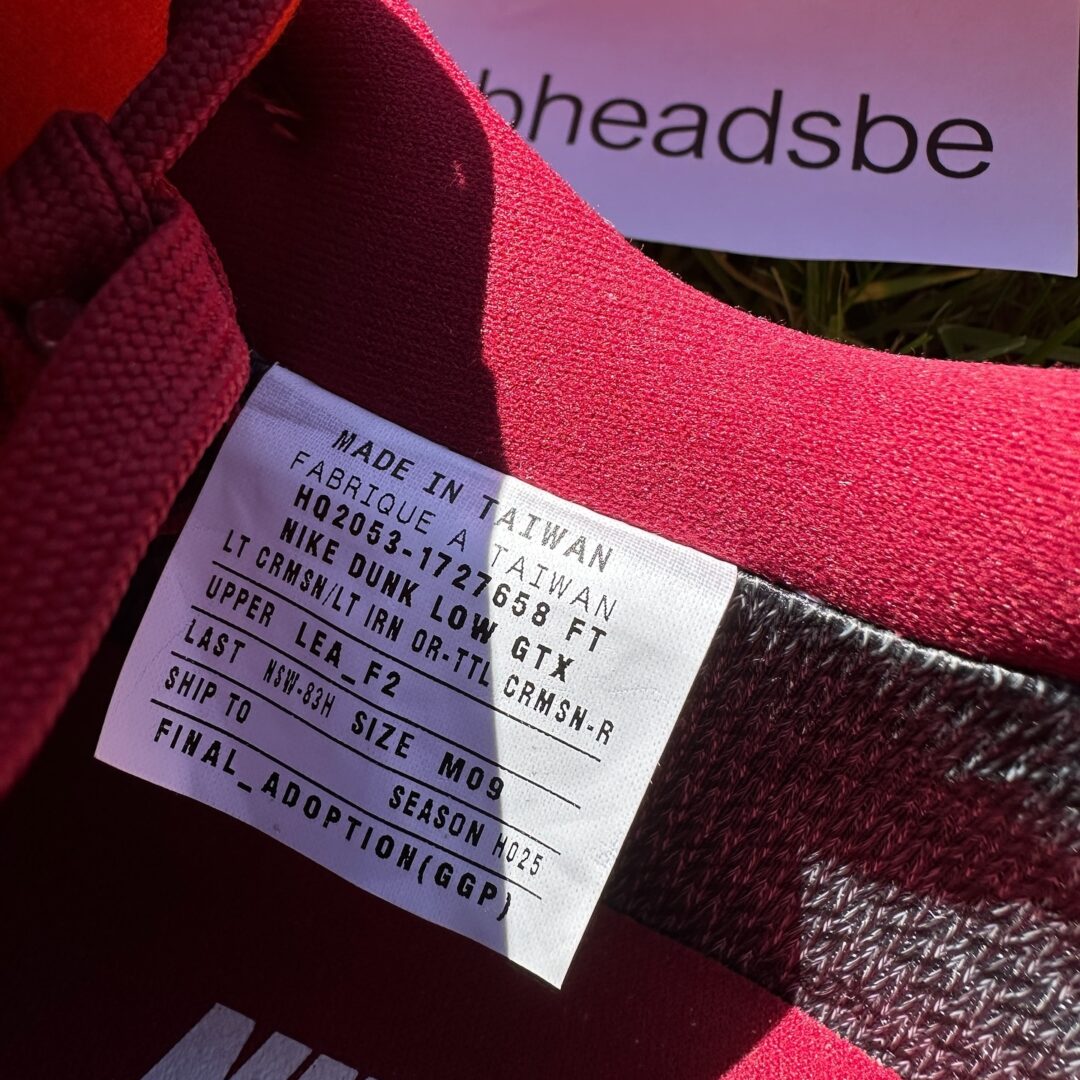 bheadsbe
MADE IN TAIWAN
FABRIQUE A TAIWAN
HQ2053-1727658 FT
NIKE DUNK LOW GTX
LT CRMSN/LT IRN OR-TTL CRMSN-R
UPPER LEA_F2
LAST NSW-83H SIZE M09
SHIP TO SEASON HO25
FINAL_ADOPTION(GGP)